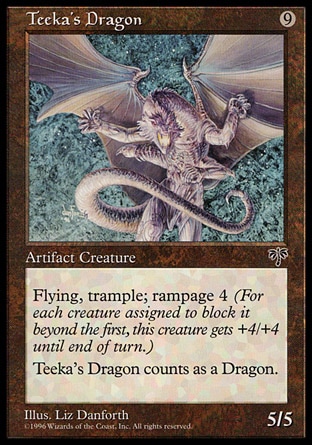 Teeka's Dragon 9
Artifact Creature
Flying, trample; rampage 4 (For
each creature assigned to block it
beyond the first, this creature gets +4/+4
until end of turn.)
Teeka's Dragon counts as a Dragon.
Illus. Liz Danforth
©1996 Wizards of the Coast, Inc. All rights reserved.
5/5